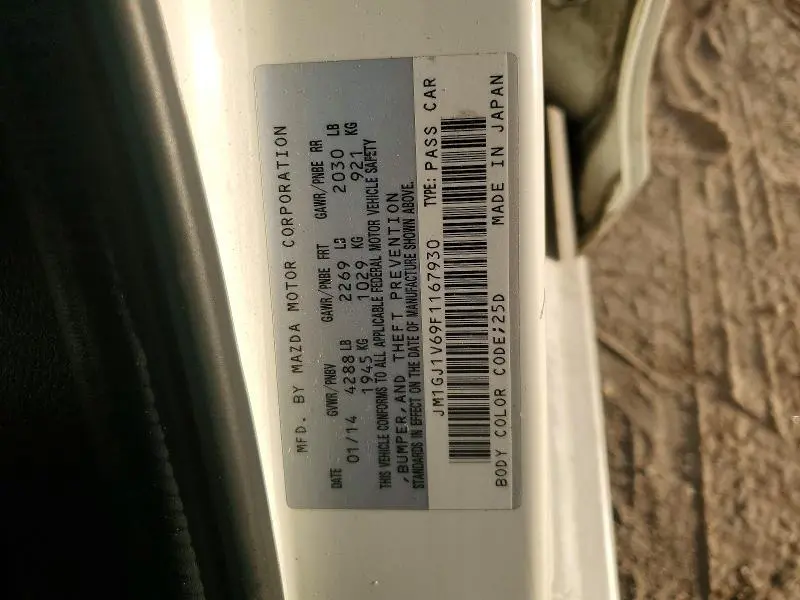 MFD. BY MAZDA MOTOR CORPORATION
DATE GVWR/PNBV GAWR/PNBE FRT GAWR/PNBE RR
01/14 4288 LB 2269 LB 2030 LB
1945 KG 1029 KG 921 KG
THIS VEHICLE CONFORMS TO ALL APPLICABLE FEDERAL MOTOR VEHICLE SAFETY
,BUMPER,AND THEFT PREVENTION
STANDARDS IN EFFECT ON THE DATE OF MANUFACTURE SHOWN ABOVE.
JM1GJ1V69F1167930 TYPE: PASS CAR
BODY COLOR CODE;25D MADE IN JAPAN